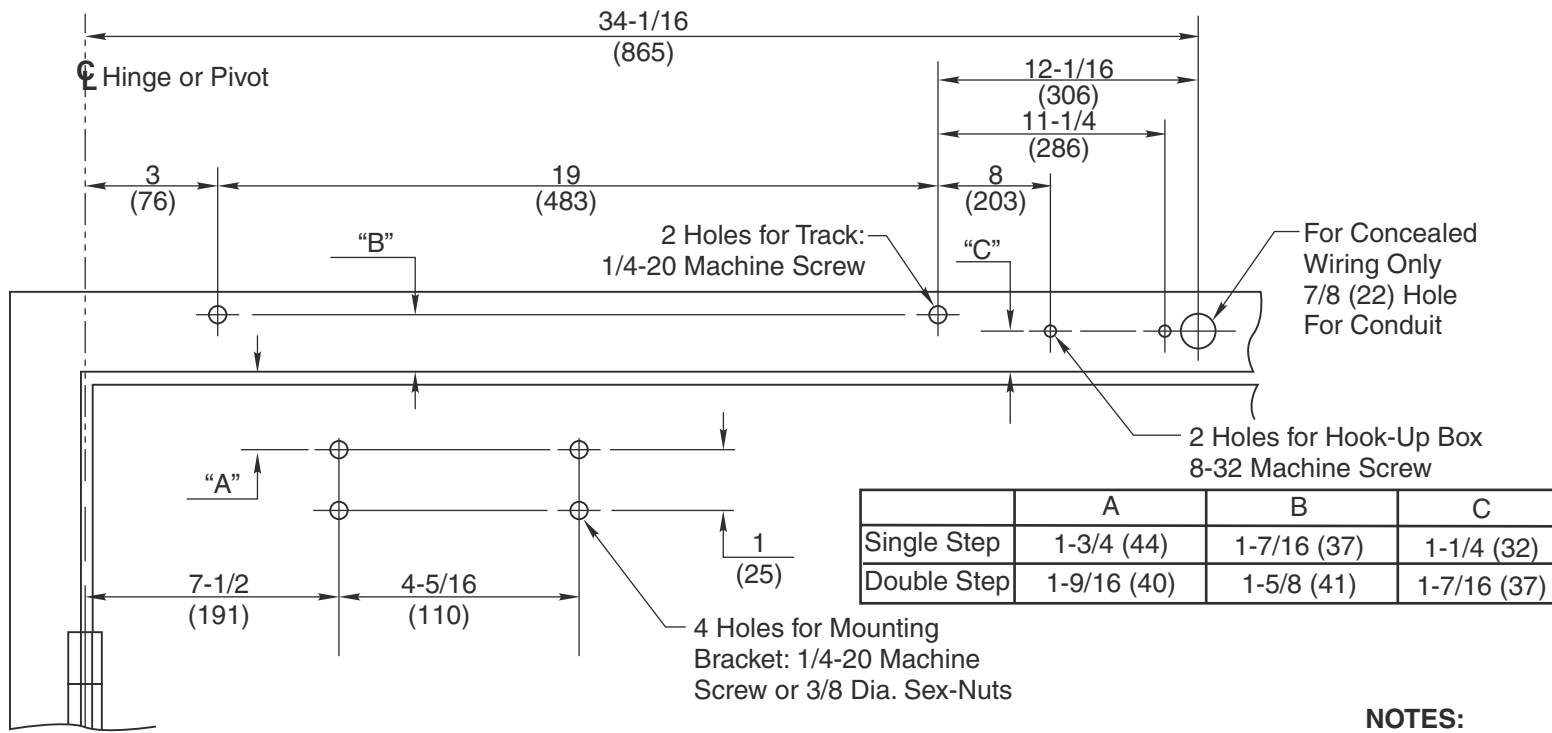 34-1/16
(865)
℄ Hinge or Pivot
12-1/16
(306)
11-1/4
(286)
3
(76)
19
(483)
8
(203)
“B”
2 Holes for Track:
1/4-20 Machine Screw
“C”
For Concealed
Wiring Only
7/8 (22) Hole
For Conduit
“A”
2 Holes for Hook-Up Box
8-32 Machine Screw
1
(25)
7-1/2
(191)
4-5/16
(110)
4 Holes for Mounting
Bracket: 1/4-20 Machine
Screw or 3/8 Dia. Sex-Nuts
A B C
Single Step 1-3/4 (44) 1-7/16 (37) 1-1/4 (32)
Double Step 1-9/16 (40) 1-5/8 (41) 1-7/16 (37)
NOTES: